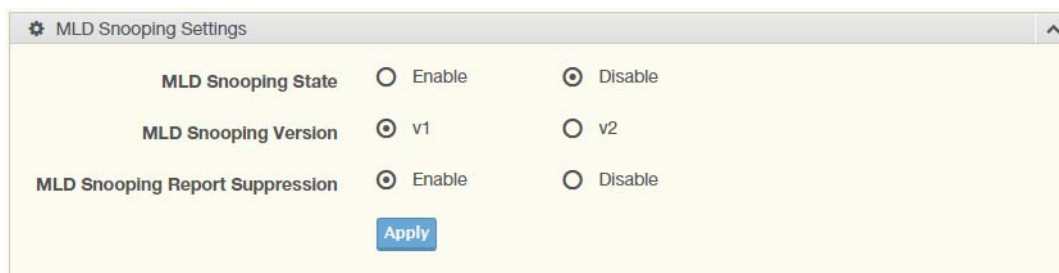 MLD Snooping Settings
MLD Snooping State Enable Disable
MLD Snooping Version v1 v2
MLD Snooping Report Suppression Enable Disable
Apply